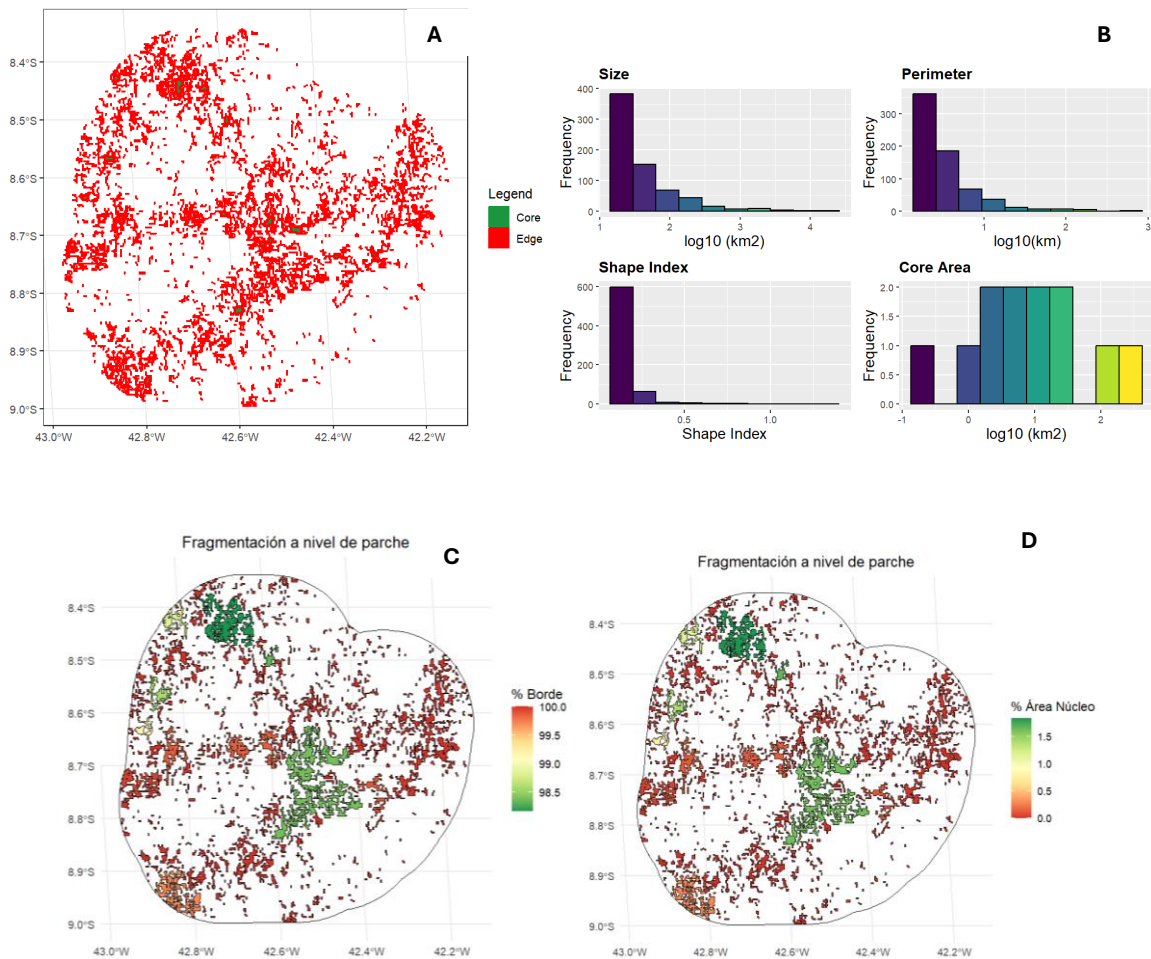 A
8.4°S
8.5°S
8.6°S
8.7°S
8.8°S
8.9°S
9.0°S
43.0°W 42.8°W 42.6°W 42.4°W 42.2°W
Legend
Core
Edge
B
Size
Frequency
400
300
200
100
0
1 2 3 4
log10 (km2)
Perimeter
Frequency
300
200
100
0
1 2 3
log10(km)
Shape Index
Frequency
600
400
200
0
0.5 1.0
Shape Index
Core Area
Frequency
2.0
1.5
1.0
0.5
0.0
-1 0 1 2
log10 (km2)
Fragmentación a nivel de parche
C
8.4°S
8.5°S
8.6°S
8.7°S
8.8°S
8.9°S
9.0°S
43.0°W 42.8°W 42.6°W 42.4°W 42.2°W
% Borde
100.0
99.5
99.0
98.5
Fragmentación a nivel de parche
D
8.4°S
8.5°S
8.6°S
8.7°S
8.8°S
8.9°S
9.0°S
43.0°W 42.8°W 42.6°W 42.4°W 42.2°W
% Área Núcleo
1.5
1.0
0.5
0.0